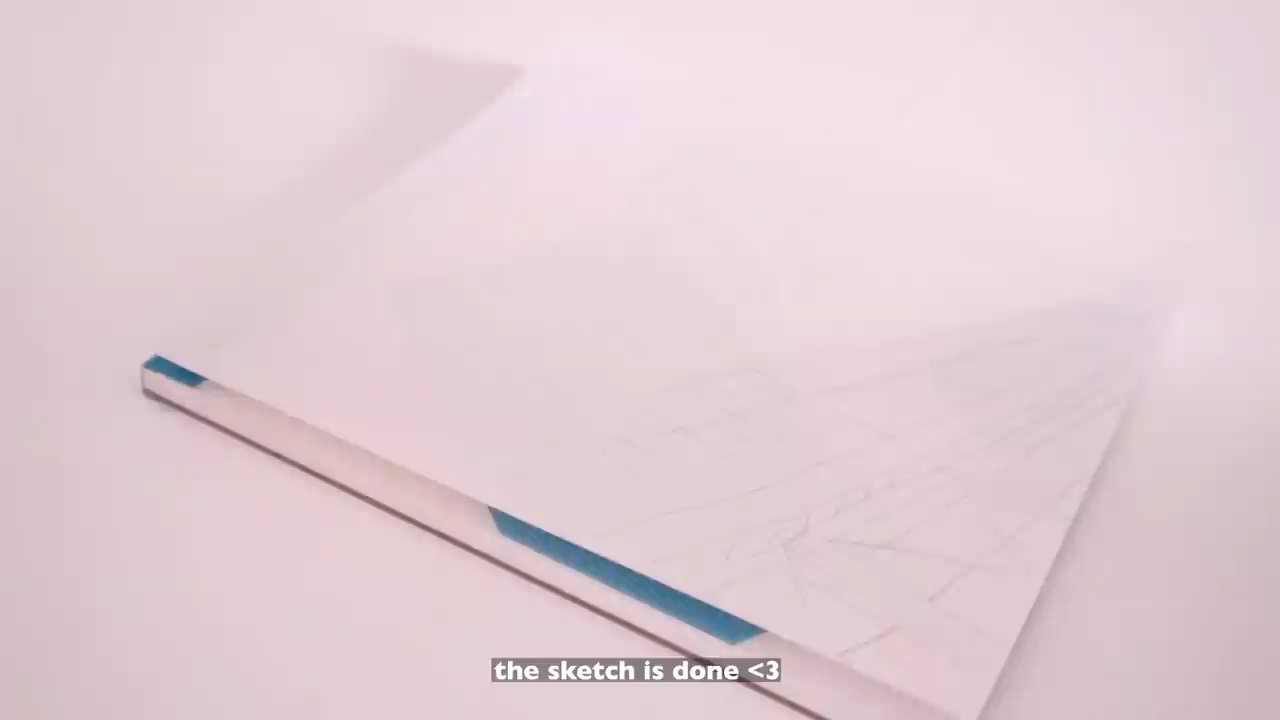 the sketch is done <3